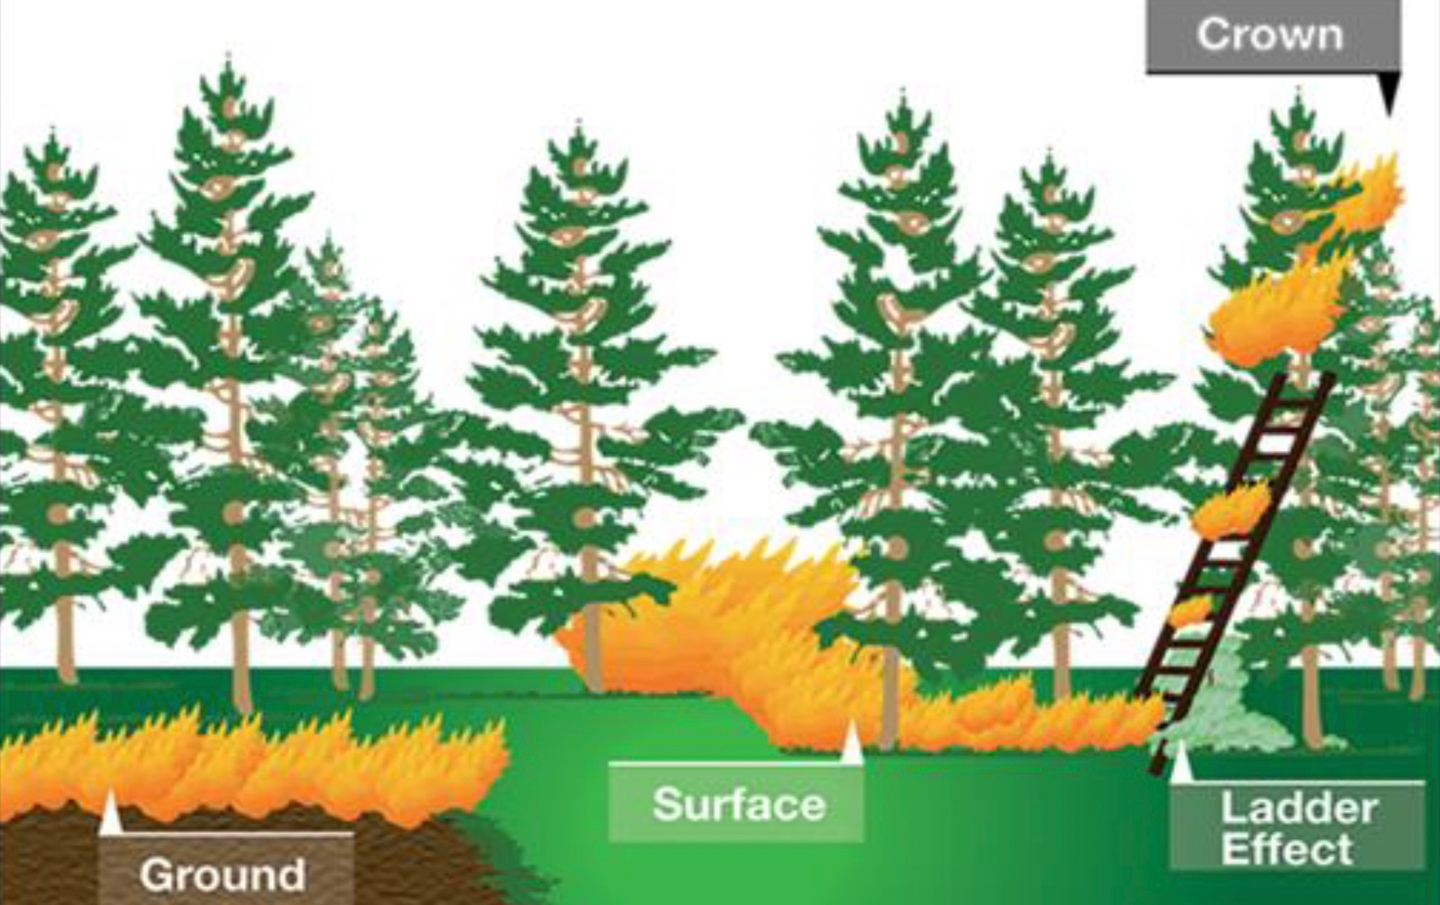 Crown
Surface
Ladder
Effect
Ground